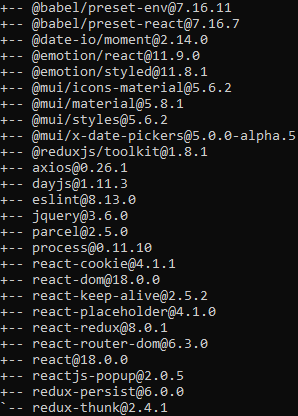 +-- @babel/preset-env@7.16.11
+-- @babel/preset-react@7.16.7
+-- @date-io/moment@2.14.0
+-- @emotion/react@11.9.0
+-- @emotion/styled@11.8.1
+-- @mui/icons-material@5.6.2
+-- @mui/material@5.8.1
+-- @mui/styles@5.6.2
+-- @mui/x-date-pickers@5.0.0-alpha.5
+-- @reduxjs/toolkit@1.8.1
+-- axios@0.26.1
+-- dayjs@1.11.3
+-- eslint@8.13.0
+-- jquery@3.6.0
+-- parcel@2.5.0
+-- process@0.11.10
+-- react-cookie@4.1.1
+-- react-dom@18.0.0
+-- react-keep-alive@2.5.2
+-- react-placeholder@4.1.0
+-- react-redux@8.0.1
+-- react-router-dom@6.3.0
+-- react@18.0.0
+-- reactjs-popup@2.0.5
+-- redux-persist@6.0.0
`-- redux-thunk@2.4.1